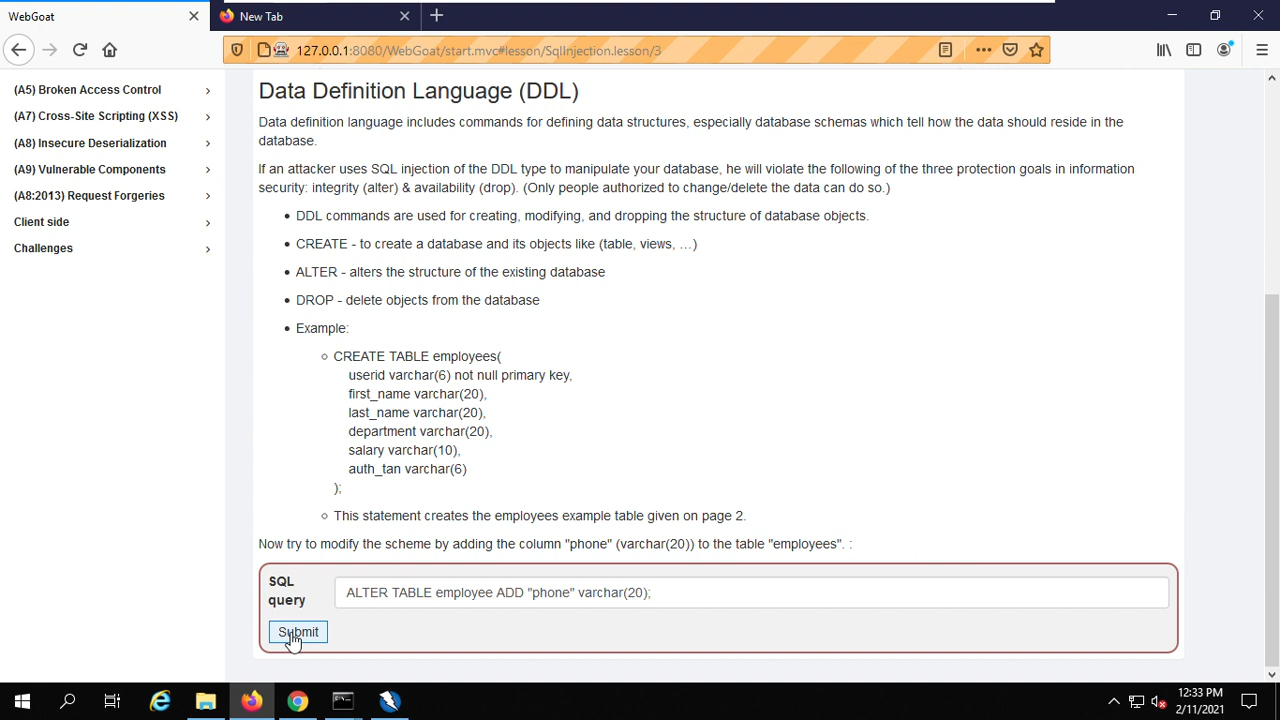 WebGoat
New Tab
127.0.0.1:8080/WebGoat/start.mvc#lesson/SqlInjection.lesson/3
(A5) Broken Access Control
(A7) Cross-Site Scripting (XSS)
(A8) Insecure Deserialization
(A9) Vulnerable Components
(A8:2013) Request Forgeries
Client side
Challenges
Data Definition Language (DDL)
Data definition language includes commands for defining data structures, especially database schemas which tell how the data should reside in the
database.
If an attacker uses SQL injection of the DDL type to manipulate your database, he will violate the following of the three protection goals in information
security: integrity (alter) & availability (drop). (Only people authorized to change/delete the data can do so.)
• DDL commands are used for creating, modifying, and dropping the structure of database objects.
• CREATE - to create a database and its objects like (table, views, …)
• ALTER - alters the structure of the existing database
• DROP - delete objects from the database
• Example:
○ CREATE TABLE employees(
userid varchar(6) not null primary key,
first_name varchar(20),
last_name varchar(20),
department varchar(20),
salary varchar(10),
auth_tan varchar(6)
);
○ This statement creates the employees example table given on page 2.
Now try to modify the scheme by adding the column "phone" (varchar(20)) to the table "employees". :
SQL
query
ALTER TABLE employee ADD "phone" varchar(20);
Submit
12:33 PM
2/11/2021